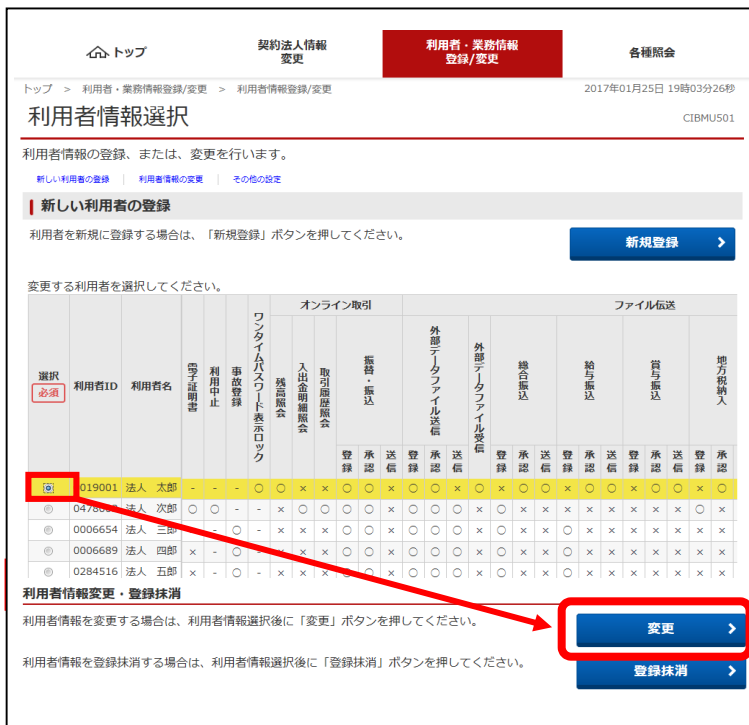 トップ
契約法人情報
変更
利用者・業務情報
登録/変更
各種照会
トップ > 利用者・業務情報登録/変更 > 利用者情報登録/変更
2017年01月25日 19時03分26秒
利用者情報選択
CIBMU501
利用者情報の登録、または、変更を行います。
新しい利用者の登録 | 利用者情報の変更 | その他の設定
新しい利用者の登録
利用者を新規に登録する場合は、「新規登録」ボタンを押してください。
新規登録
変更する利用者を選択してください。
オンライン取引 ファイル伝送
選択 必須 利用者ID 利用者名 電子証明書 利用中止 事故登録 ワンタイムパスワード表示ロック 残高照会 入出金明細照会 取引履歴照会 振替・振込 外部データファイル送信 外部データファイル受信 総合振込 給与振込 賞与振込 地方税納入
登録 承認 送信 登録 承認 送信 登録 承認 送信 登録 承認 送信 登録 承認 送信 登録 承認
019001 法人 太郎 - - - ○ ○ × × ○ ○ × ○ ○ × ○ × ○ ○ × ○ ○ × ○ ○ × ○
0478 法人 次郎 ○ ○ - - × ○ ○ ○ ○ × ○ ○ ○ × ○ × × × × × × × × ○ ×
0006654 法人 三郎 - - ○ - × × × ○ ○ × ○ ○ ○ × ○ × × ○ × × × × × × ×
0006689 法人 四郎 × - ○ - × × ○ ○ × ○ ○ ○ × ○ × × ○ × × × × × × ×
0284516 法人 五郎 × - ○ - × × × ○ ○ × ○ ○ ○ × ○ × × ○ × × × × × × ×
利用者情報変更・登録抹消
利用者情報を変更する場合は、利用者情報選択後に「変更」ボタンを押してください。
変更
利用者情報を登録抹消する場合は、利用者情報選択後に「登録抹消」ボタンを押してください。
登録抹消